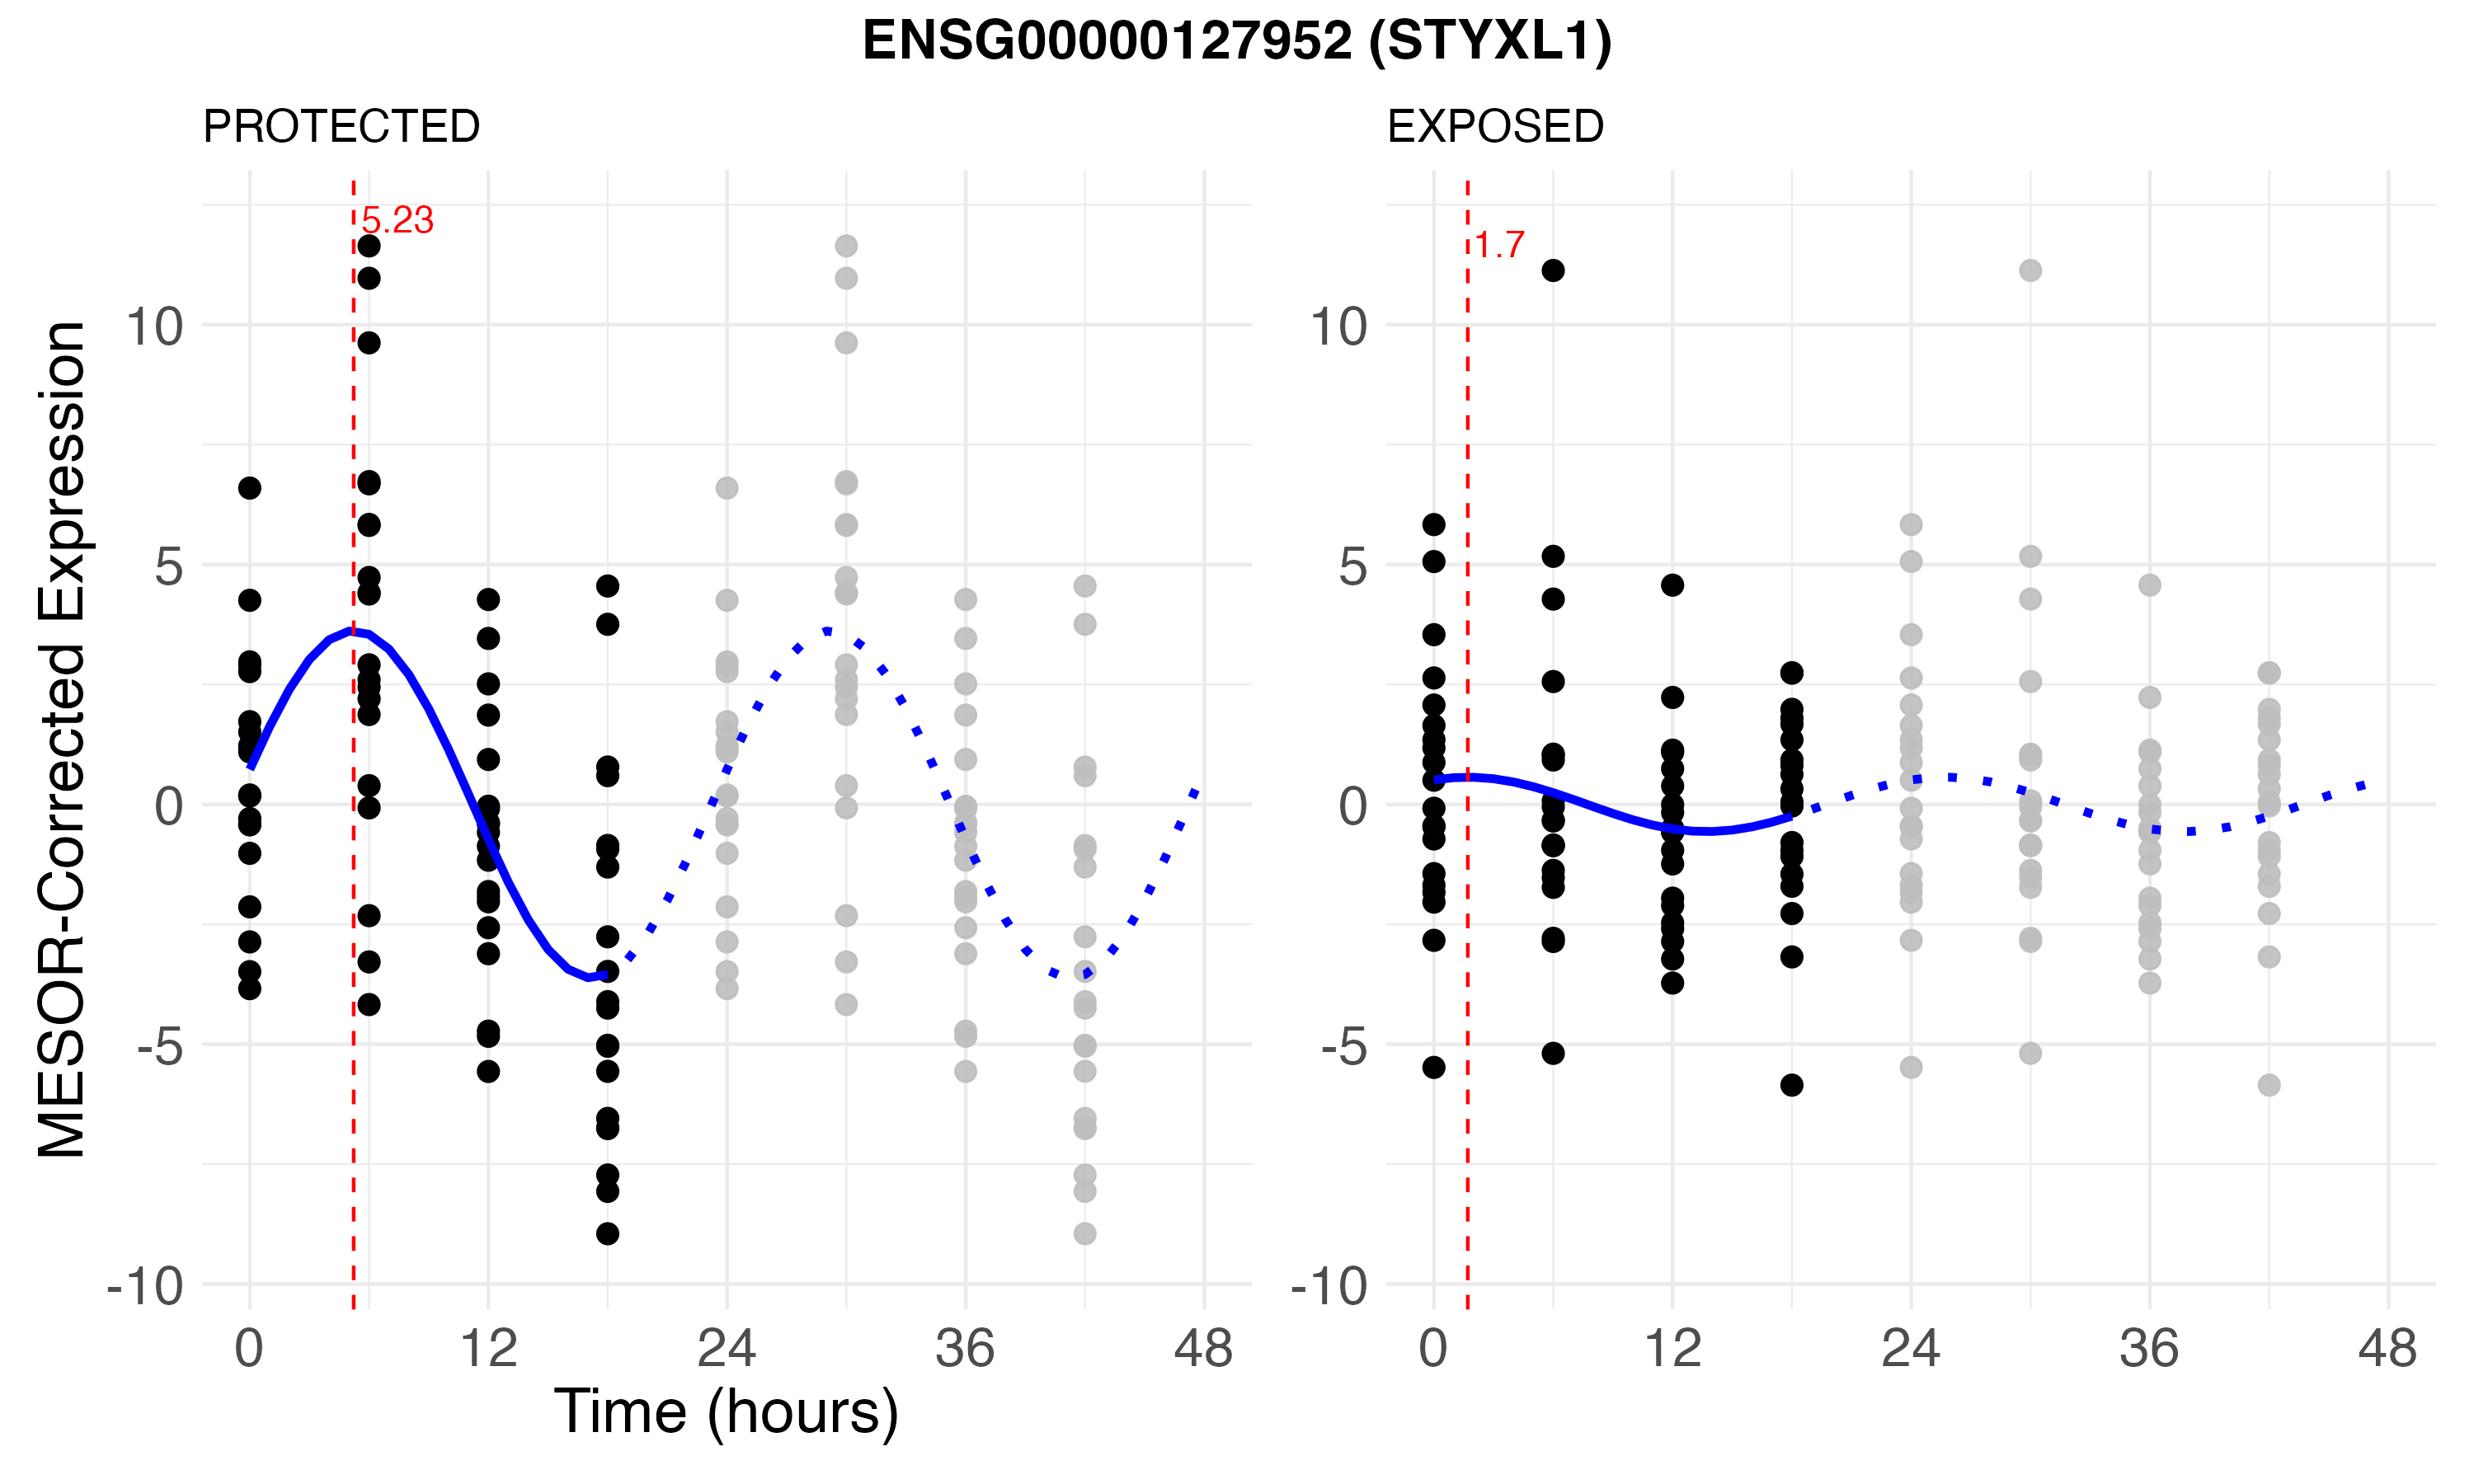 ENSG00000127952 (STYXL1)
PROTECTED
EXPOSED
MESOR-Corrected Expression
5.23
10
5
0
-5
-10
0 12 24 36 48
1.7
10
5
0
-5
-10
0 12 24 36 48
Time (hours)